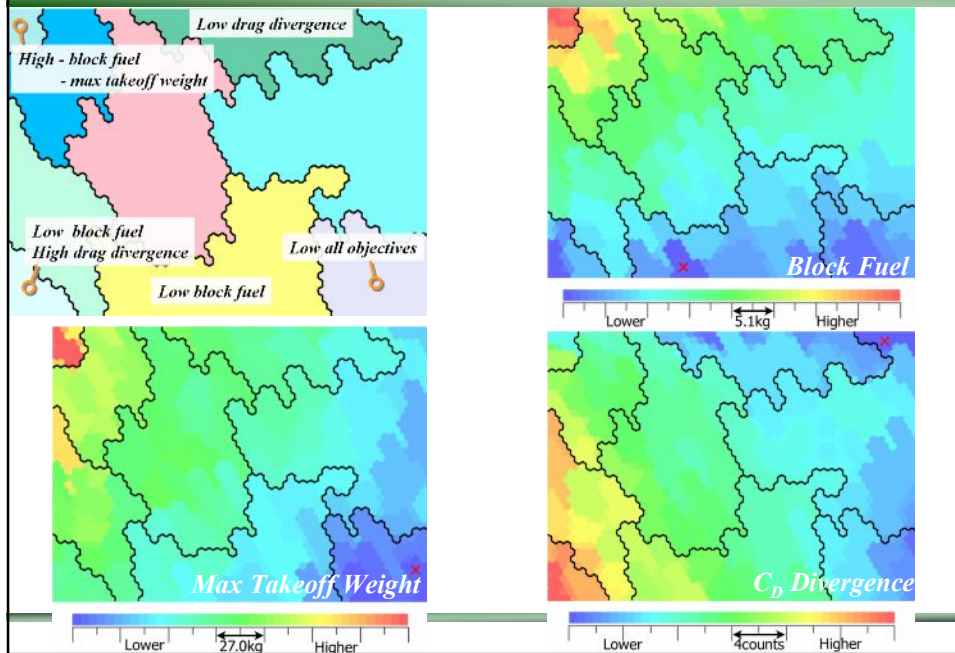 Low drag divergence
High - block fuel
- max takeoff weight
Low block fuel
High drag divergence
Low all objectives
Low block fuel
Block Fuel
Lower
5.1kg
Higher
Max Takeoff Weight
Lower
27.0kg
Higher
C_D Divergence
Lower
4counts
Higher